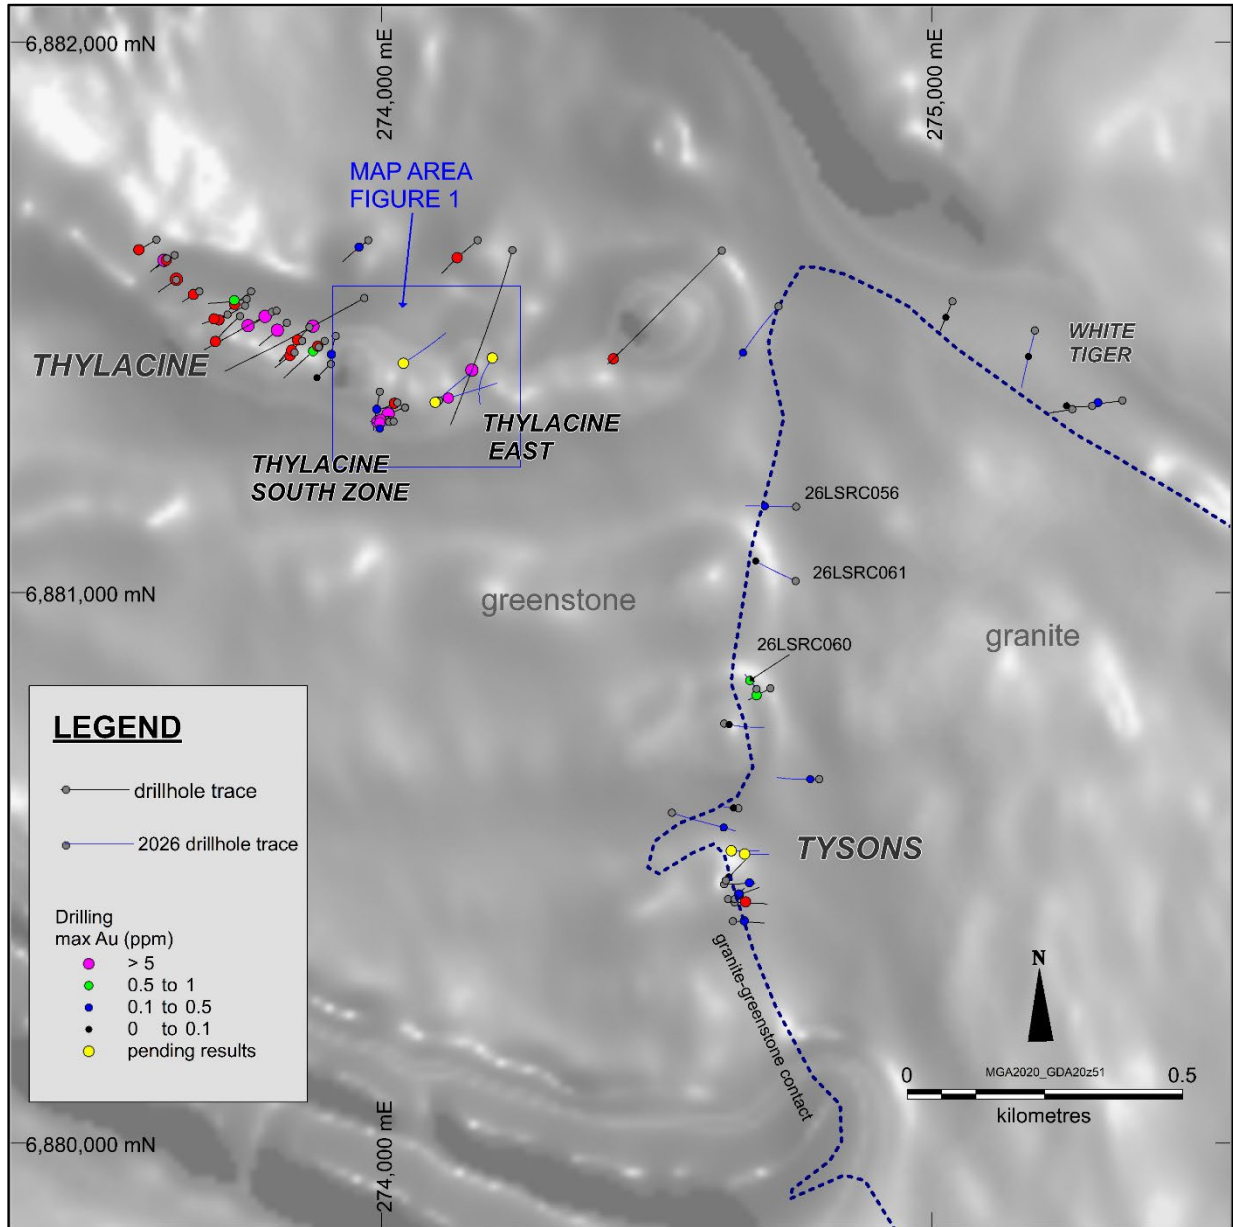 6,882,000 mN
274,000 mE
275,000 mE
MAP AREA
FIGURE 1
THYLACINE
WHITE
TIGER
THYLACINE
EAST
THYLACINE
SOUTH ZONE
26LSRC056
26LSRC061
6,881,000 mN
greenstone
granite
26LSRC060
LEGEND
drillhole trace
2026 drillhole trace
Drilling
max Au (ppm)
> 5
0.5 to 1
0.1 to 0.5
0 to 0.1
pending results
TYSONS
granite-greenstone contact
N
0 0.5
MGA2020_GDA20z51
kilometres
6,880,000 mN
274,000 mE